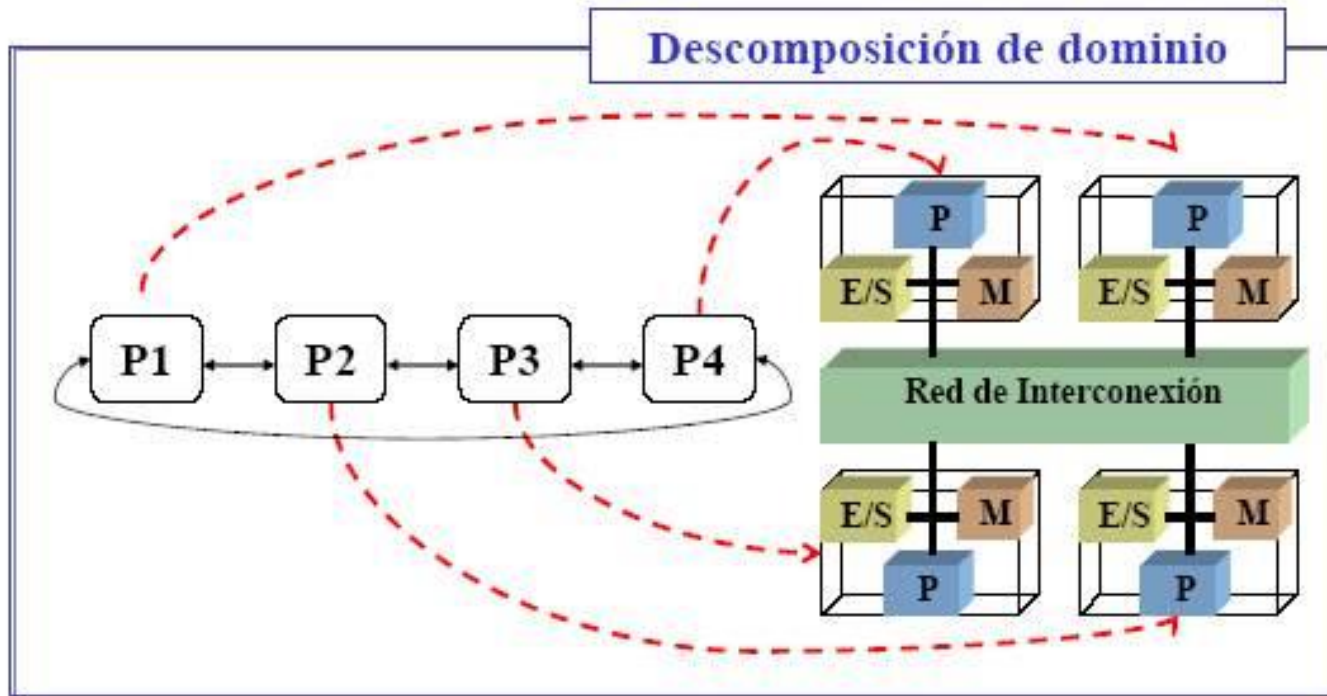 Descomposición de dominio
P1
P2
P3
P4
P
P
E/S
M
E/S
M
Red de Interconexión
E/S
M
E/S
M
P
P